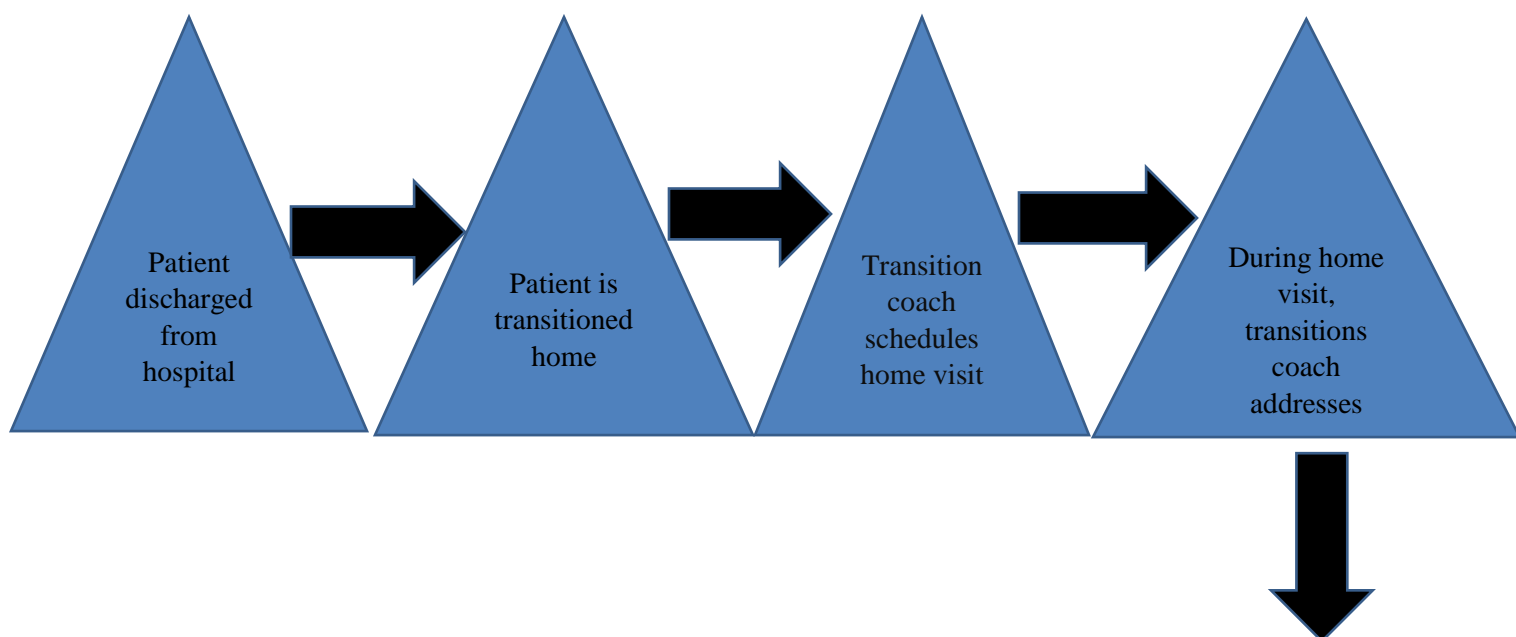 Patient
discharged
from
hospital
Patient is
transitioned
home
Transition
coach
schedules
home visit
During home
visit,
transitions
coach
addresses